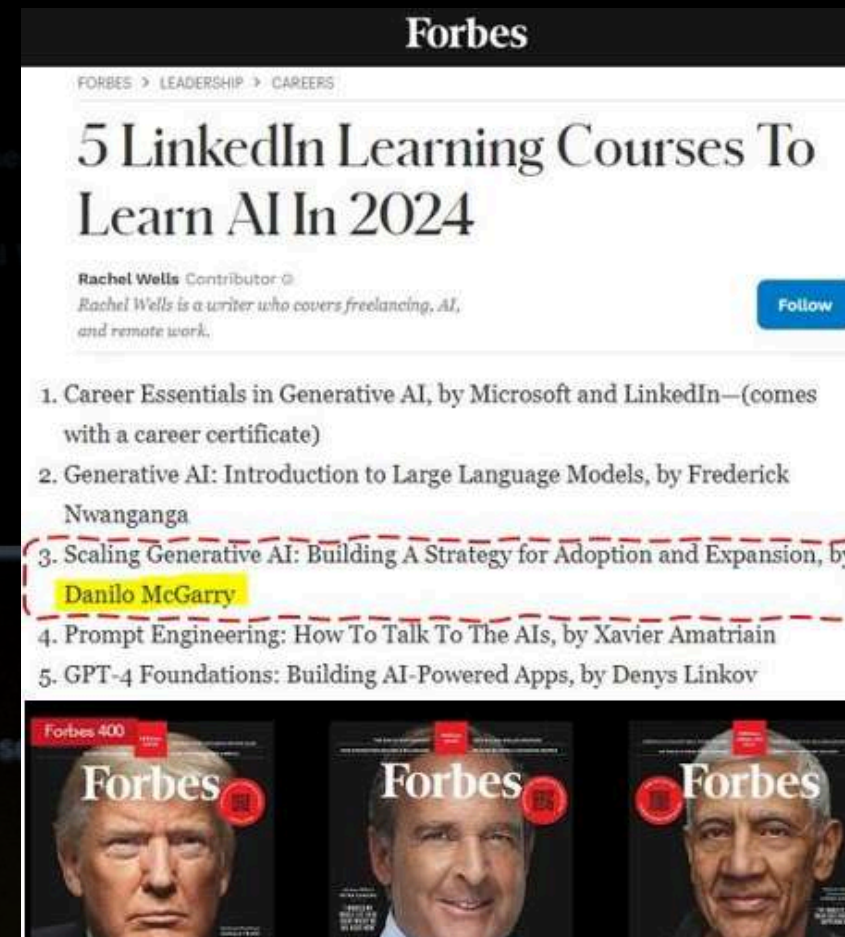 Forbes
FORBES > LEADERSHIP > CAREERS
5 LinkedIn Learning Courses To
Learn AI In 2024
Rachel Wells Contributor
Rachel Wells is a writer who covers freelancing, AI,
and remote work.
Follow
1. Career Essentials in Generative AI, by Microsoft and LinkedIn—(comes
with a career certificate)
2. Generative AI: Introduction to Large Language Models, by Frederick
Nwanganga
3. Scaling Generative AI: Building A Strategy for Adoption and Expansion, by
Danilo McGarry
4. Prompt Engineering: How To Talk To The AIs, by Xavier Amatriain
5. GPT-4 Foundations: Building AI-Powered Apps, by Denys Linkov
Forbes 400
Forbes
Forbes
Forbes